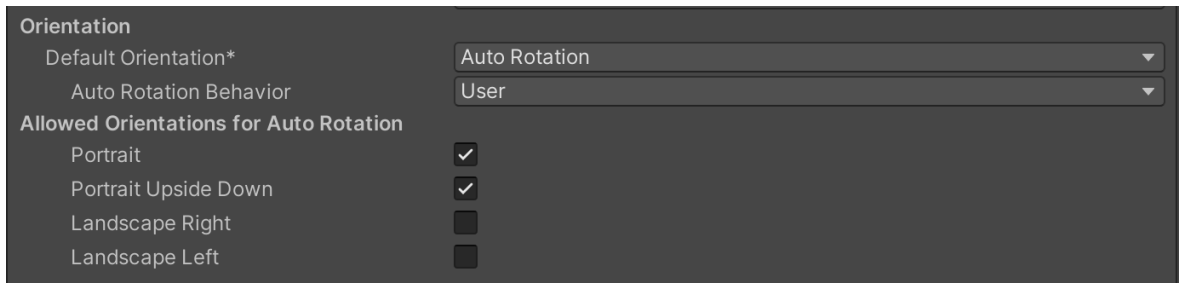 Orientation
Default Orientation* Auto Rotation
Auto Rotation Behavior User
Allowed Orientations for Auto Rotation
Portrait
Portrait Upside Down
Landscape Right
Landscape Left